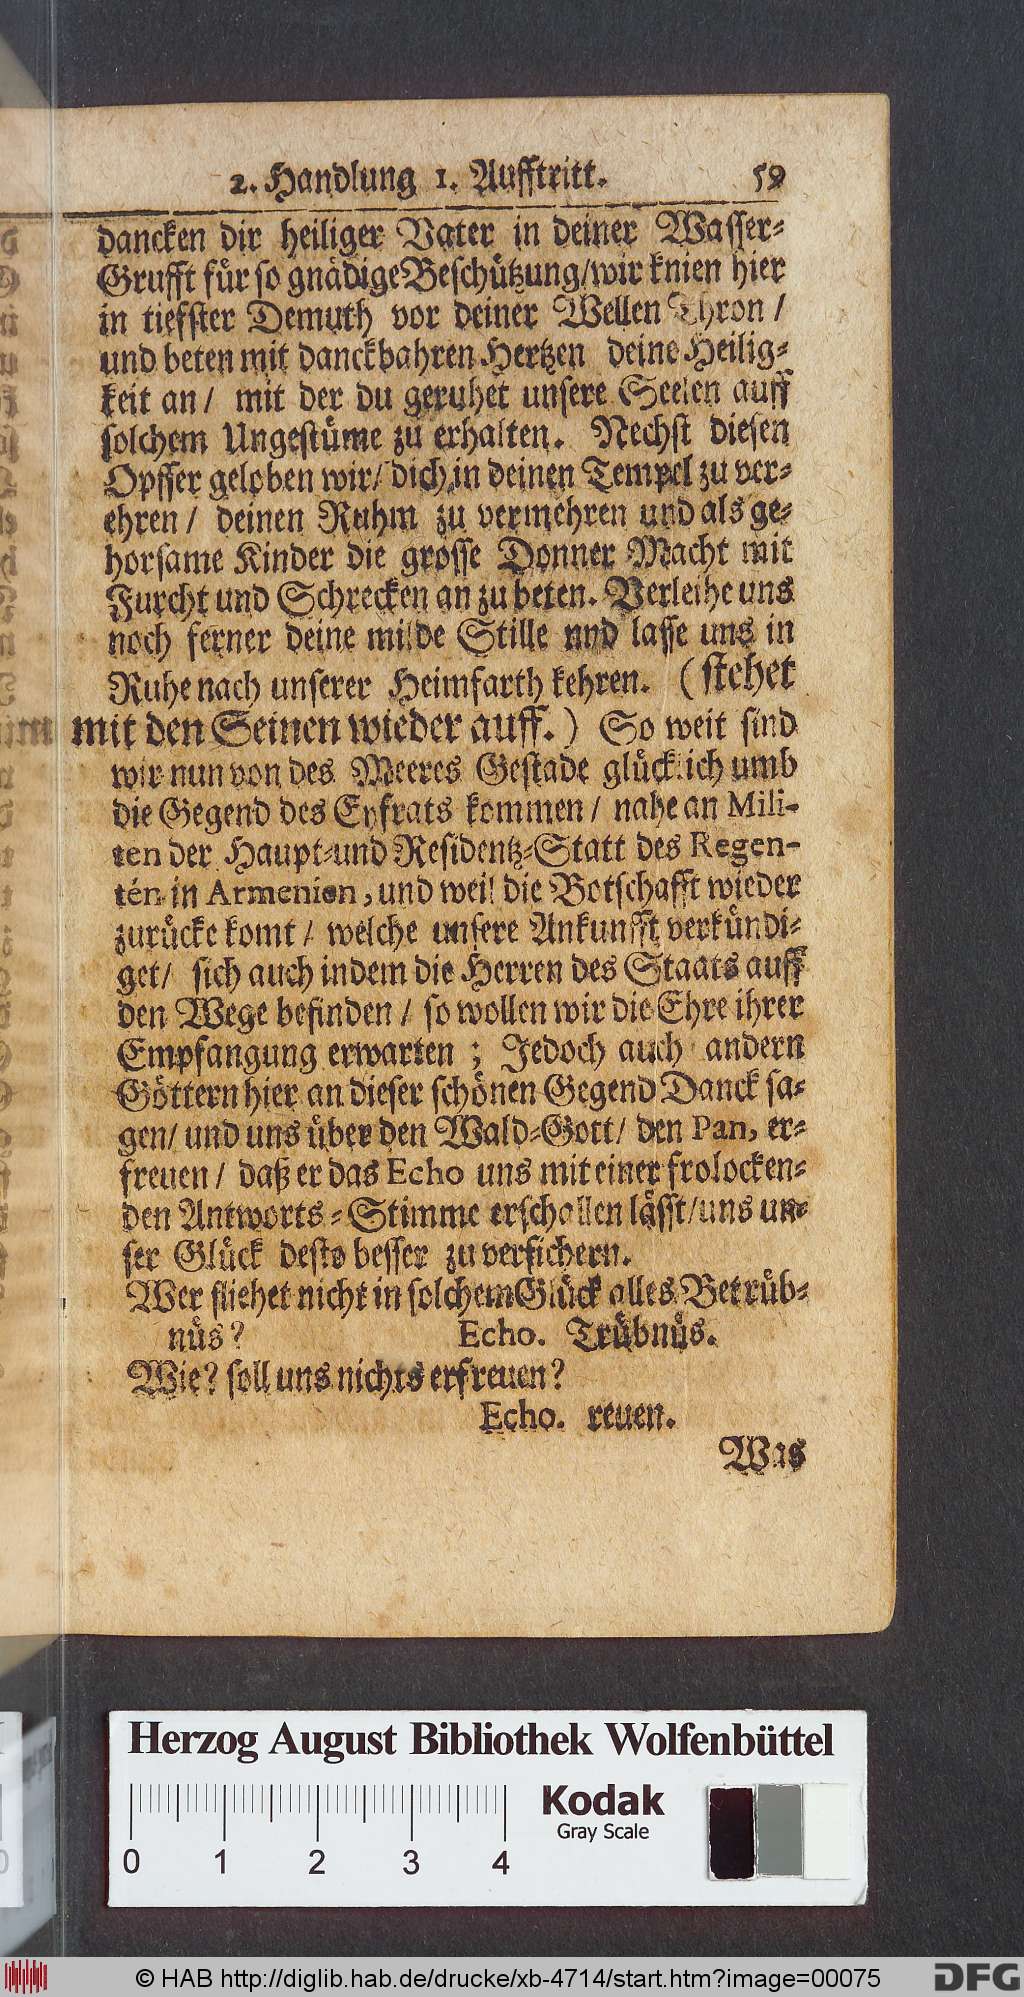 2. Handlung 1. Aufftritt. 59
dancken dir heiliger Vater in deiner Wasser-
Grufft für so gnädige Beschützung/wir knien hier
in tiefster Demuth vor deiner Wellen Thron /
und beten mit danckbahren Hertzen deine Heilig-
keit an / mit der du geruhet unsere Seelen auff
solchem Ungestüme zu erhalten. Nechst diesen
Opffer geloben wir/ dich in deinen Tempel zu ver-
ehren / deinen Ruhm zu vermehren und als ge-
horsame Kinder die grosse Donner Macht mit
Furcht und Schrecken an zu beten. Verleihe uns
noch ferner deine milde Stille und lasse uns in
Ruhe nach unserer Heimfarth kehren. (stehet
mit den Seinen wieder auff.) So weit sind
wir nun von des Meeres Gestade glücklich umb
die Gegend des Eyfrats kommen / nahe an Mili-
ten der Haupt-und Residentz-Statt des Regen-
ten in Armenien, und weil die Botschafft wieder
zurücke komt / welche unsere Ankunfft verkündi-
get/ sich auch indem die Herren des Staats auff
den Wege befinden / so wollen wir die Ehre ihrer
Empfangung erwarten ; Jedoch auch andern
Göttern hier an dieser schönen Gegend Danck sa-
gen/ und uns über den Wald-Gott/ den Pan, er-
freuen / daß er das Echo uns mit einer frolocken-
den Antworts-Stimme erschallen lässt/uns un-
ser Glück desto besser zu versichern.
Wer fliehet nicht in solchem Glück alles Betrüb-
nüs? Echo. Trübnüs.
Wie? soll uns nichts erfreuen?
Echo. reuen.
Was
Herzog August Bibliothek Wolfenbüttel
Kodak
Gray Scale
0 1 2 3 4
© HAB http://diglib.hab.de/drucke/xb-4714/start.htm?image=00075
DFG